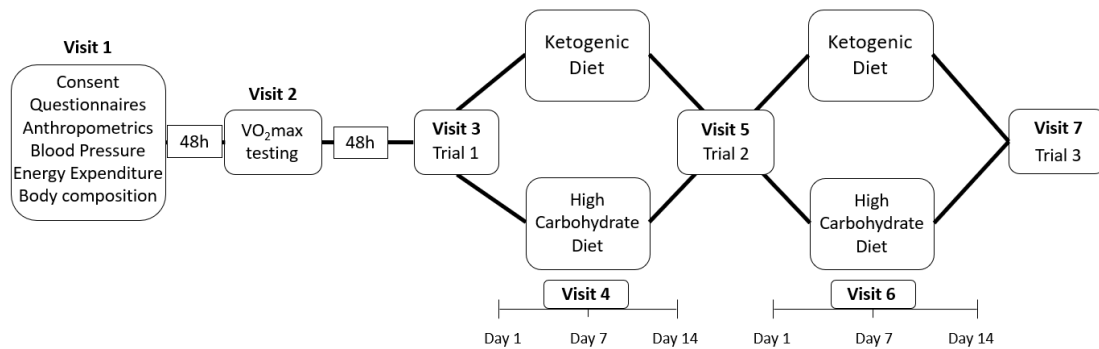 Visit 1
Consent
Questionnaires
Anthropometrics
Blood Pressure
Energy Expenditure
Body composition
48h
Visit 2
VO₂max
testing
48h
Visit 3
Trial 1
Ketogenic
Diet
High
Carbohydrate
Diet
Visit 4
Day 1
Day 7
Day 14
Visit 5
Trial 2
Ketogenic
Diet
High
Carbohydrate
Diet
Visit 6
Day 1
Day 7
Day 14
Visit 7
Trial 3